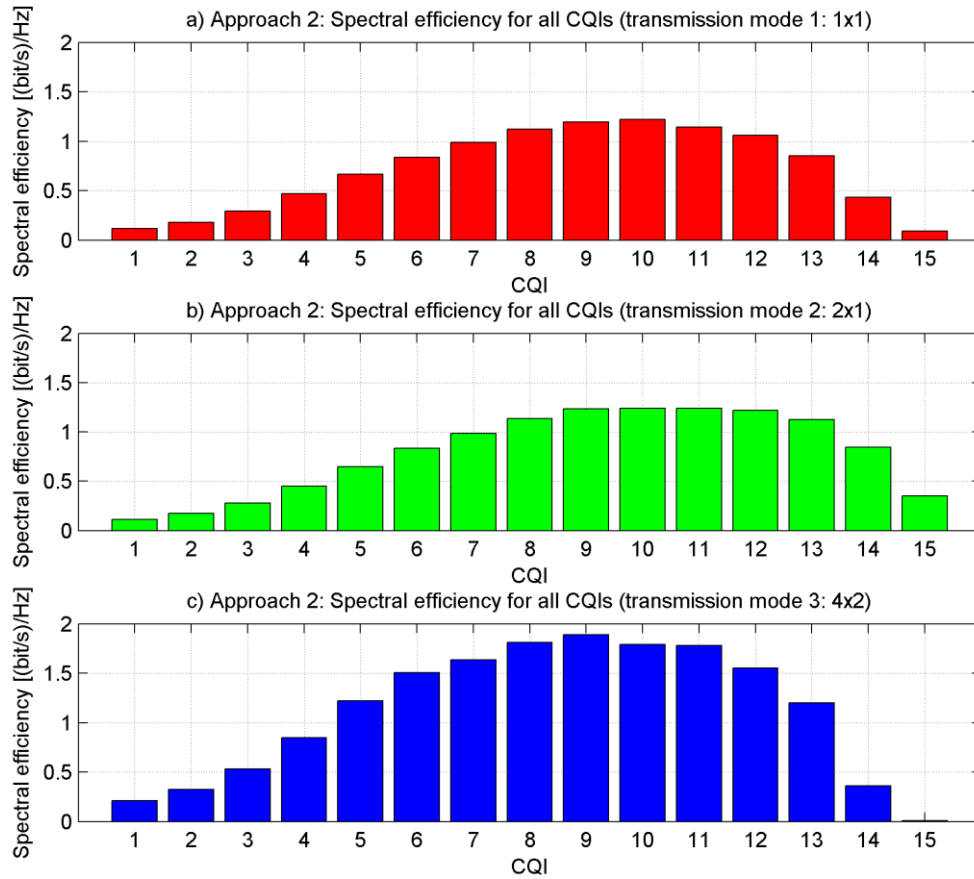 a) Approach 2: Spectral efficiency for all CQIs (transmission mode 1: 1x1)
Spectral efficiency [(bit/s)/Hz]
2
1.5
1
0.5
0
1 2 3 4 5 6 7 8 9 10 11 12 13 14 15
CQI
b) Approach 2: Spectral efficiency for all CQIs (transmission mode 2: 2x1)
Spectral efficiency [(bit/s)/Hz]
2
1.5
1
0.5
0
1 2 3 4 5 6 7 8 9 10 11 12 13 14 15
CQI
c) Approach 2: Spectral efficiency for all CQIs (transmission mode 3: 4x2)
Spectral efficiency [(bit/s)/Hz]
2
1.5
1
0.5
0
1 2 3 4 5 6 7 8 9 10 11 12 13 14 15
CQI